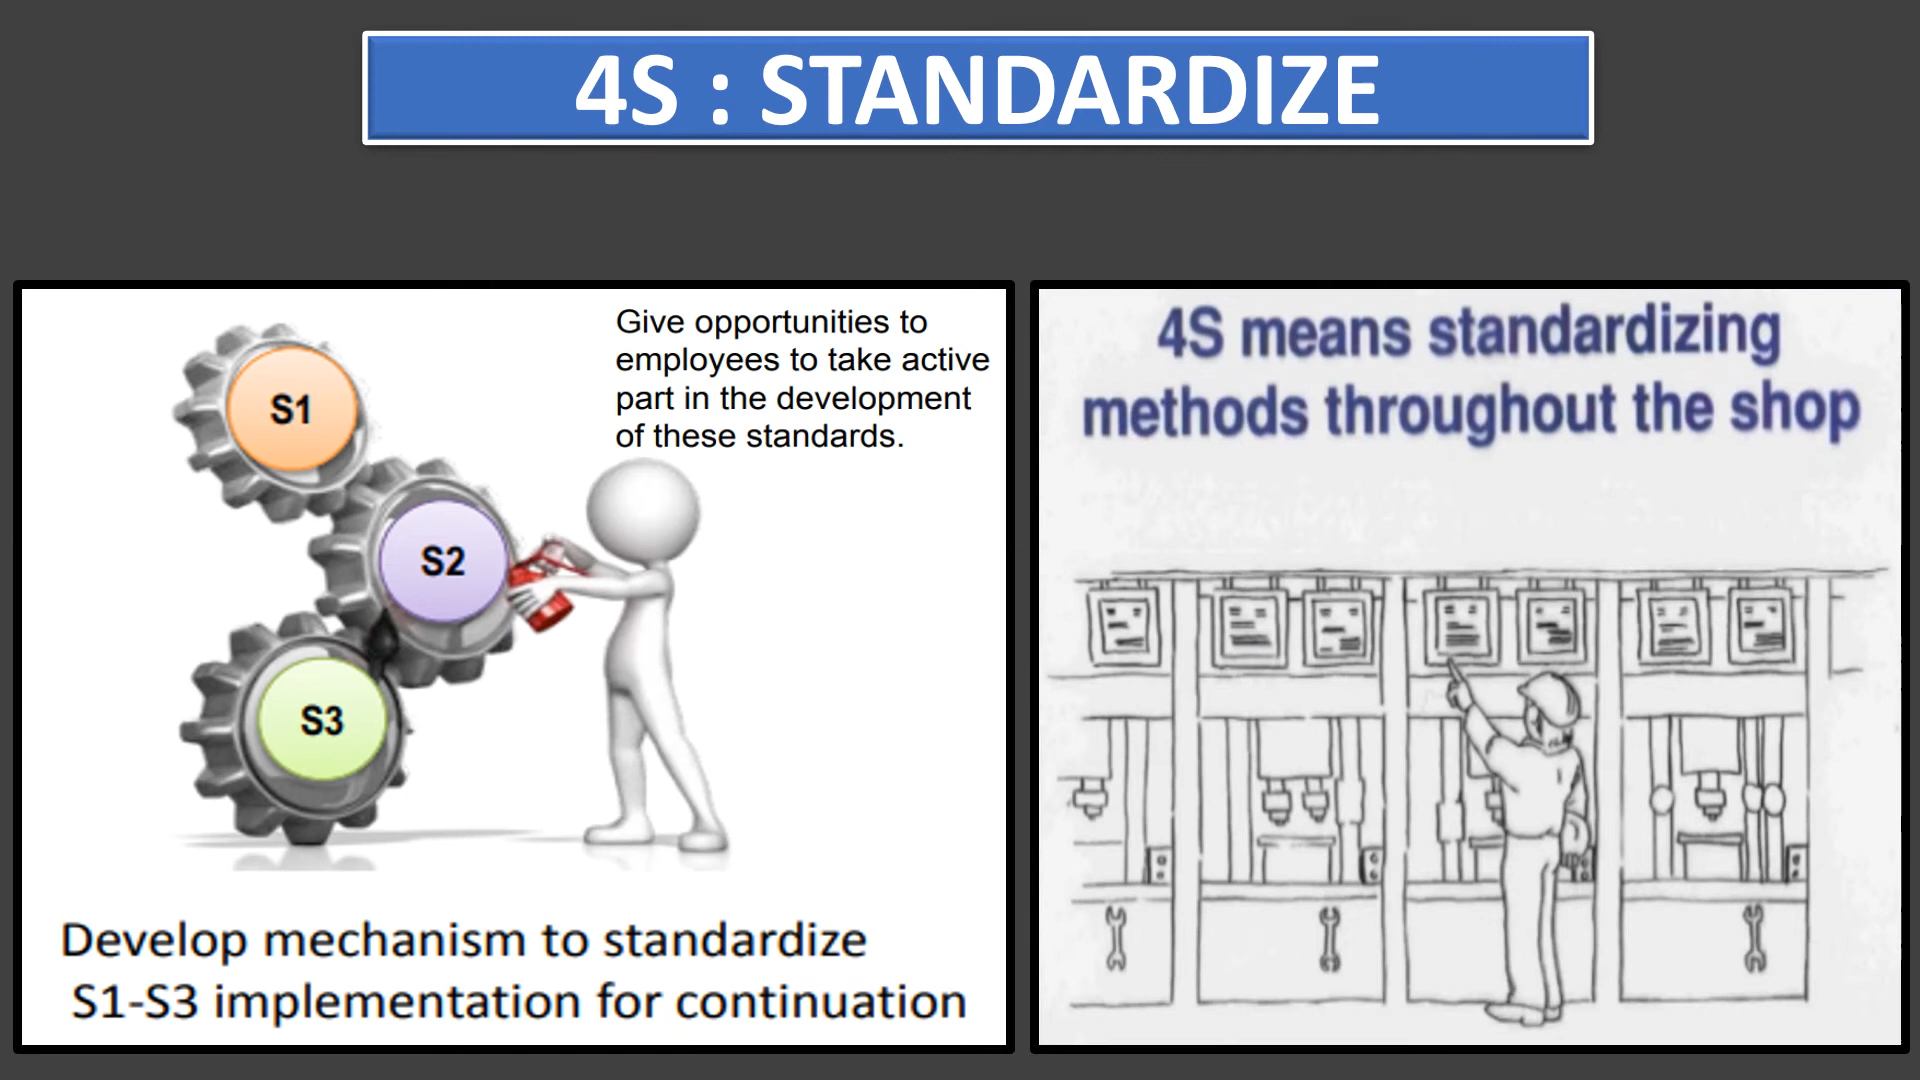 4S : STANDARDIZE
Give opportunities to
employees to take active
part in the development
of these standards.
S1
S2
S3
Develop mechanism to standardize
S1-S3 implementation for continuation
4S means standardizing
methods throughout the shop